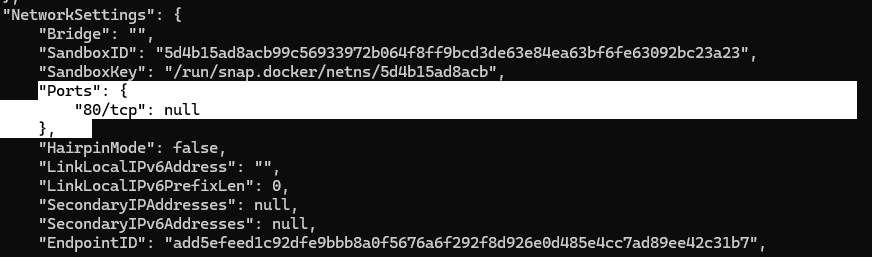 "NetworkSettings": {
"Bridge": "",
"SandboxID": "5d4b15ad8acb99c56933972b064f8ff9bcd3de63e84ea63bf6fe63092bc23a23",
"SandboxKey": "/run/snap.docker/netns/5d4b15ad8acb",
"Ports": {
"80/tcp": null
},
"HairpinMode": false,
"LinkLocalIPv6Address": "",
"LinkLocalIPv6PrefixLen": 0,
"SecondaryIPAddresses": null,
"SecondaryIPv6Addresses": null,
"EndpointID": "add5efeed1c92dfe9bbb8a0f5676a6f292f8d926e0d485e4cc7ad89ee42c31b7",